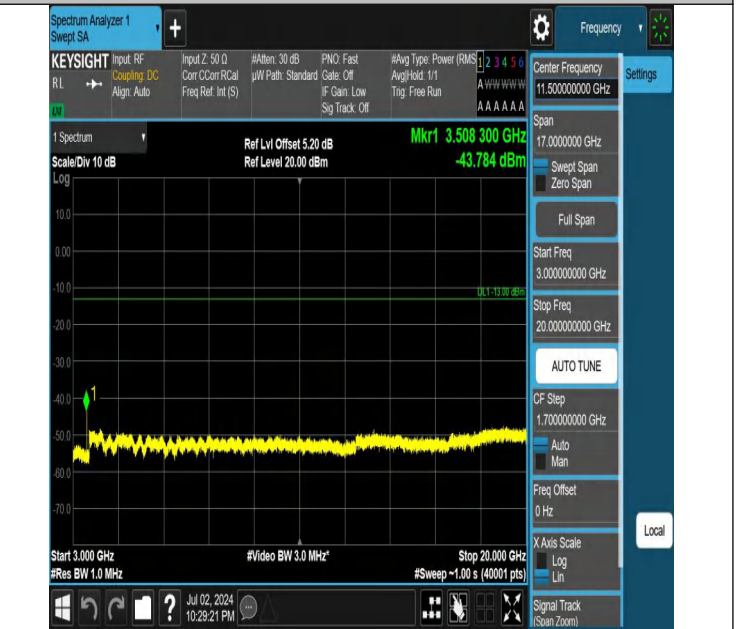 Spectrum Analyzer 1
Swept SA
+
Frequency
KEYSIGHT
RL
Input: RF
Coupling: DC
Align: Auto
Input Z: 50 Ω
Corr CCorr RCal
Freq Ref: Int (S)
#Atten: 30 dB
µW Path: Standard
PNO: Fast
Gate: Off
IF Gain: Low
Sig Track: Off
#Avg Type: Power (RMS
Avg|Hold: 1/1
Trig: Free Run
1 2 3 4 5 6
A W W W W W
A A A A A A
1 Spectrum
Scale/Div 10 dB
Log
Ref Lvl Offset 5.20 dB
Ref Level 20.00 dBm
Mkr1 3.508 300 GHz
-43.784 dBm
10.0
0.00
-10.0
-20.0
-30.0
-40.0
-50.0
-60.0
-70.0
DL1 -13.00 dBm
1
Start 3.000 GHz
#Res BW 1.0 MHz
#Video BW 3.0 MHz*
Stop 20.000 GHz
#Sweep ~1.00 s (40001 pts)
Center Frequency
11.500000000 GHz
Settings
Span
17.0000000 GHz
Swept Span
Zero Span
Full Span
Start Freq
3.000000000 GHz
Stop Freq
20.000000000 GHz
AUTO TUNE
CF Step
1.700000000 GHz
Auto
Man
Freq Offset
0 Hz
X Axis Scale
Log
Lin
Local
Signal Track
(Span Zoom)
?
Jul 02, 2024
10:29:21 PM